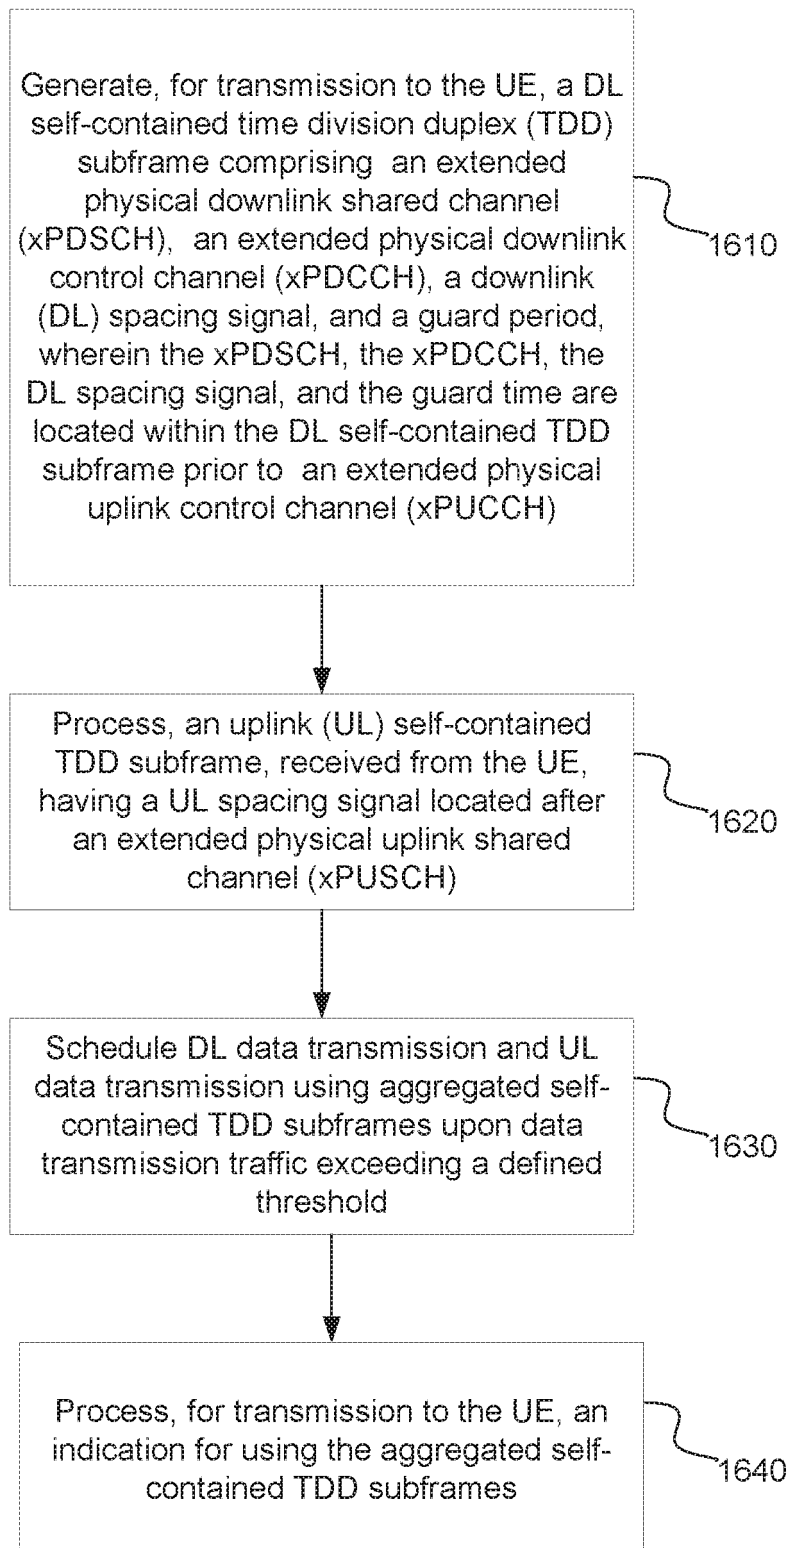 Generate, for transmission to the UE, a DL
self-contained time division duplex (TDD)
subframe comprising an extended
physical downlink shared channel
(xPDSCH), an extended physical downlink
control channel (xPDCCH), a downlink
(DL) spacing signal, and a guard period,
wherein the xPDSCH, the xPDCCH, the
DL spacing signal, and the guard time are
located within the DL self-contained TDD
subframe prior to an extended physical
uplink control channel (xPUCCH)
1610
Process, an uplink (UL) self-contained
TDD subframe, received from the UE,
having a UL spacing signal located after
an extended physical uplink shared
channel (xPUSCH)
1620
Schedule DL data transmission and UL
data transmission using aggregated self-
contained TDD subframes upon data
transmission traffic exceeding a defined
threshold
1630
Process, for transmission to the UE, an
indication for using the aggregated self-
contained TDD subframes
1640